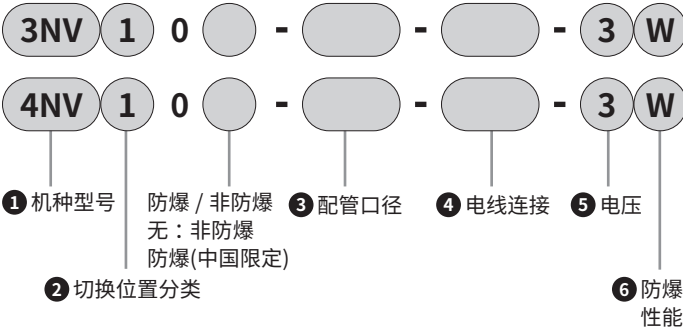 3NV 1 0 - - - 3 W
4NV 1 0 - - - 3 W
❶ 机种型号
防爆 / 非防爆
无：非防爆
防爆(中国限定)
❸ 配管口径
❹ 电线连接
❺ 电压
❷ 切换位置分类
❻ 防爆
性能